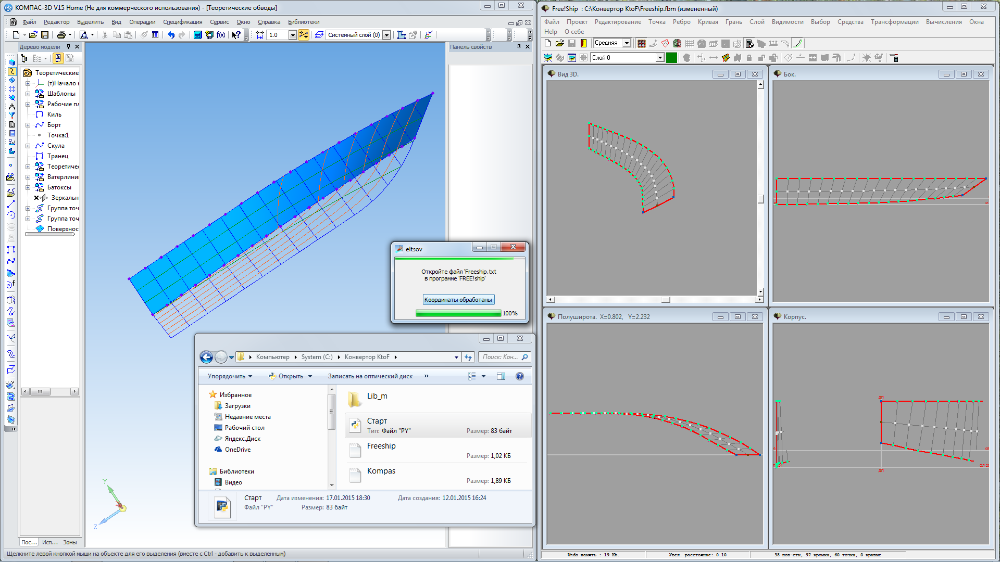 КОМПАС-3D V15 Home (Не для коммерческого использования) - [Теоретические обводы]
Файл Редактор Выделить Вид Операции Спецификация Сервис Окно Справка Библиотеки
1.0 Системный слой (0)
f(x)
Дерево модели
Теоретические
(т)Начало к
Шаблоны
Рабочие пл
Киль
Борт
Точка:1
Скула
Транец
Теоретичес
Ватерлини
Батоксы
Зеркальн
Группа точ
Группа точ
Поверхнос
Пос... Исп... Зоны
Y
Z
Панель свойств
Щелкните левой кнопкой мыши на объекте для его выделения (вместе с Ctrl - добавить к выделенным)
eltsov
Откройте файл 'Freeship.txt
в программе 'FREE!ship'
Координаты обработаны
100%
Компьютер System (C:) Конвертор KtoF
Поиск: Кон...
Упорядочить Открыть Записать на оптический диск »
Избранное
Загрузки
Недавние места
Рабочий стол
Яндекс.Диск
OneDrive
Библиотеки
Видео
Lib_m
Старт
Тип: Файл "PY" Размер: 83 байт
Freeship
Размер: 1,02 КБ
Kompas
Размер: 1,89 КБ
Старт Дата изменения: 17.01.2015 18:30 Дата создания: 12.01.2015 16:24
Файл "PY" Размер: 83 байт
Free!Ship : C:\Конвертор KtoF\Freeship.fbm (измененный)
Файл Проект Редактирование Точка Ребро Кривая Грань Слой Видимости Выбор Средства Трансформации Вычисления Окна
Help О себе
Средняя
Слой 0
Вид 3D.
Бок.
Полуширота. X=0.802, Y=2.232
Корпус.
ДП
ДП
Undo память : 19 Kb. Увел. расстояние: 0.10 38 пов-сти, 97 кромки, 60 точки, 0 кривые